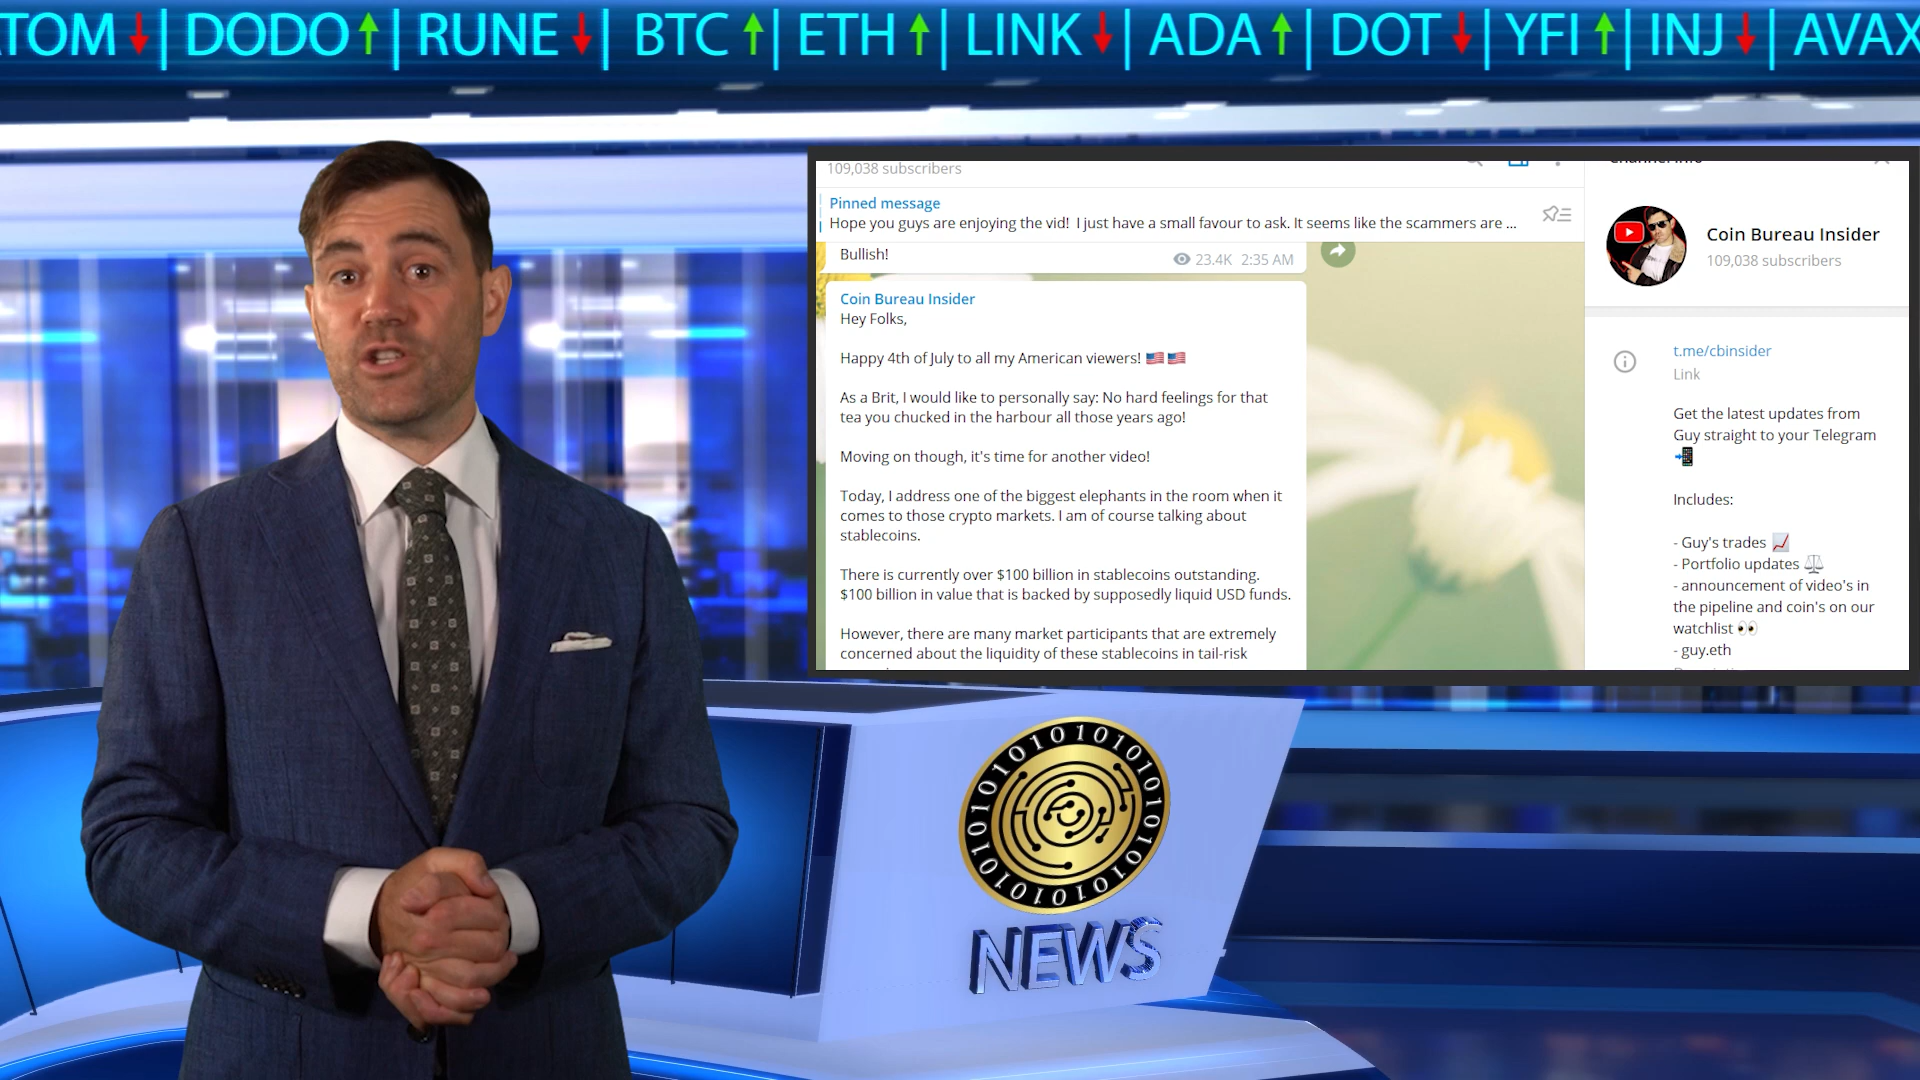 TOM | DODO | RUNE | BTC | ETH | LINK | ADA | DOT | YFI | INJ | AVAX
109,038 subscribers
Pinned message
Hope you guys are enjoying the vid! I just have a small favour to ask. It seems like the scammers are ...
Bullish!
23.4K 2:35 AM
Coin Bureau Insider
Hey Folks,
Happy 4th of July to all my American viewers! 🇺🇸 🇺🇸
As a Brit, I would like to personally say: No hard feelings for that
tea you chucked in the harbour all those years ago!
Moving on though, it's time for another video!
Today, I address one of the biggest elephants in the room when it
comes to those crypto markets. I am of course talking about
stablecoins.
There is currently over $100 billion in stablecoins outstanding.
$100 billion in value that is backed by supposedly liquid USD funds.
However, there are many market participants that are extremely
concerned about the liquidity of these stablecoins in tail-risk
Coin Bureau Insider
109,038 subscribers
t.me/cbinsider
Link
Get the latest updates from
Guy straight to your Telegram
📲
Includes:
- Guy's trades 📈
- Portfolio updates ⚖️
- announcement of video's in
the pipeline and coin's on our
watchlist 👀
- guy.eth
1010101010101010101010101010
NEWS